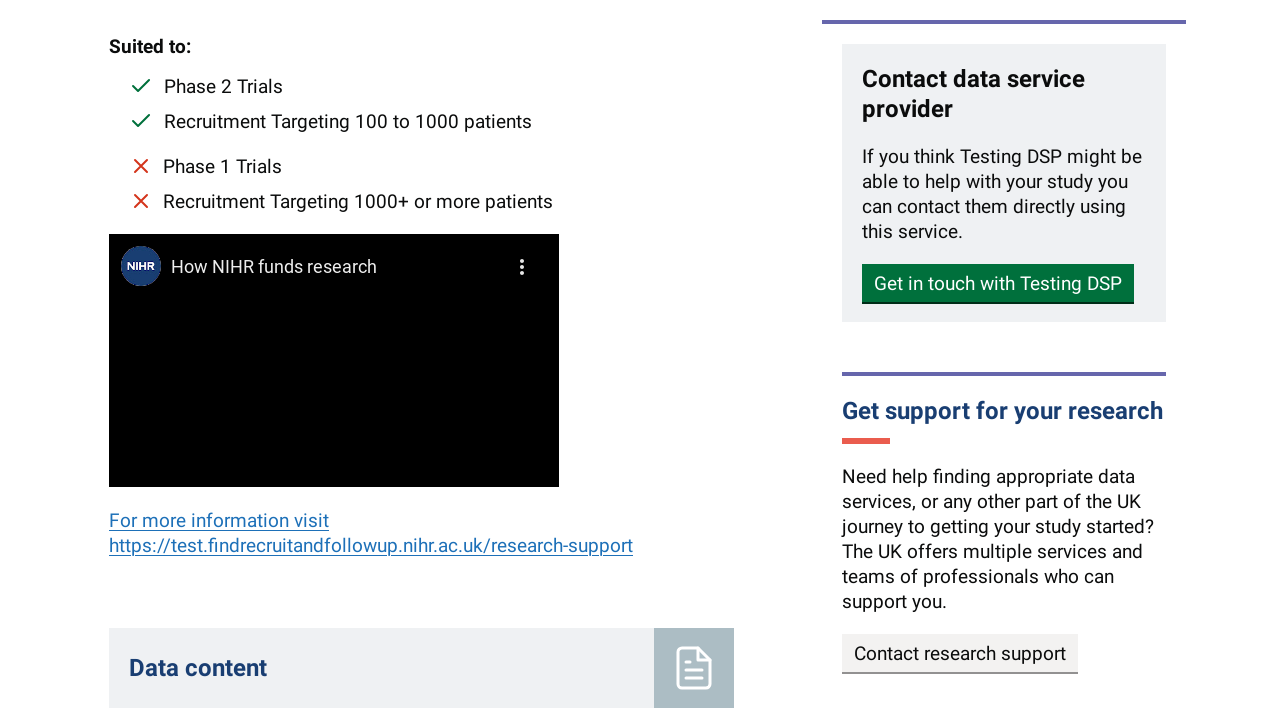 Suited to:
Phase 2 Trials
Recruitment Targeting 100 to 1000 patients
Phase 1 Trials
Recruitment Targeting 1000+ or more patients
NIHR
How NIHR funds research
For more information visit
https://test.findrecruitandfollowup.nihr.ac.uk/research-support
Data content
Contact data service
provider
If you think Testing DSP might be
able to help with your study you
can contact them directly using
this service.
Get in touch with Testing DSP
Get support for your research
Need help finding appropriate data
services, or any other part of the UK
journey to getting your study started?
The UK offers multiple services and
teams of professionals who can
support you.
Contact research support